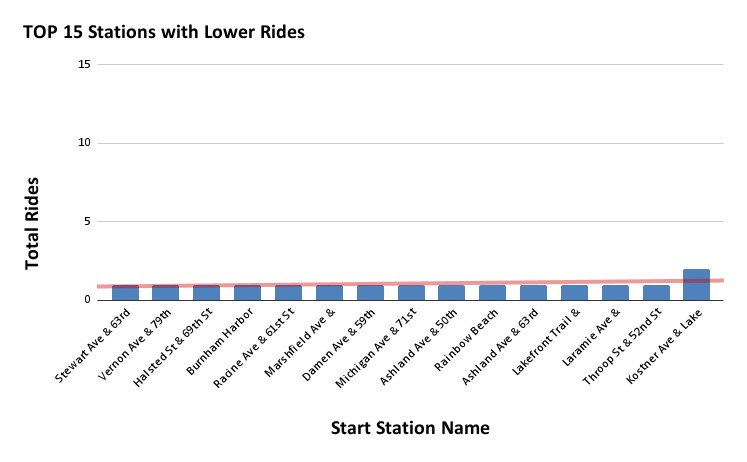 TOP 15 Stations with Lower Rides
15
10
5
0
Total Rides
Stewart Ave & 63rd
Vernon Ave & 79th
Halsted St & 69th St
Burnham Harbor
Racine Ave & 61st St
Marshfield Ave &
Damen Ave & 59th
Michigan Ave & 71st
Ashland Ave & 50th
Rainbow Beach
Ashland Ave & 63rd
Lakefront Trail &
Laramie Ave &
Throop St & 52nd St
Kostner Ave & Lake
Start Station Name